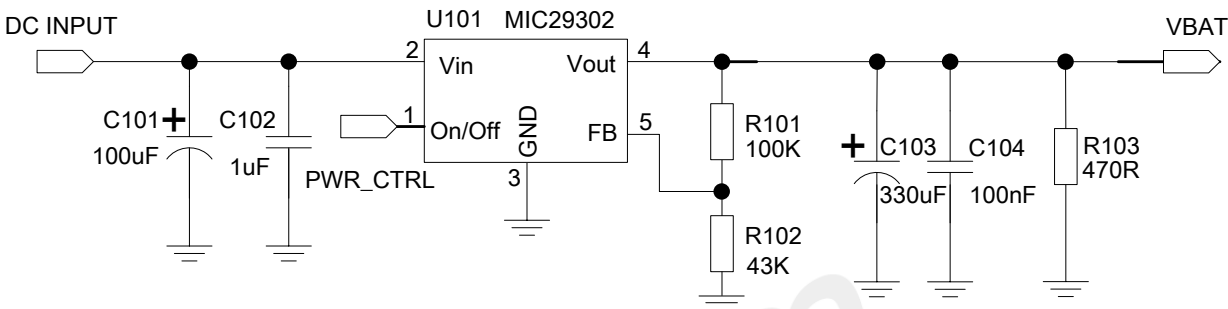 DC INPUT
U101 MIC29302
VBAT
2
Vin
Vout
4
C101
+
100uF
C102
1uF
1
On/Off
PWR_CTRL
GND
3
FB
5
R101
100K
R102
43K
+
C103
330uF
C104
100nF
R103
470R